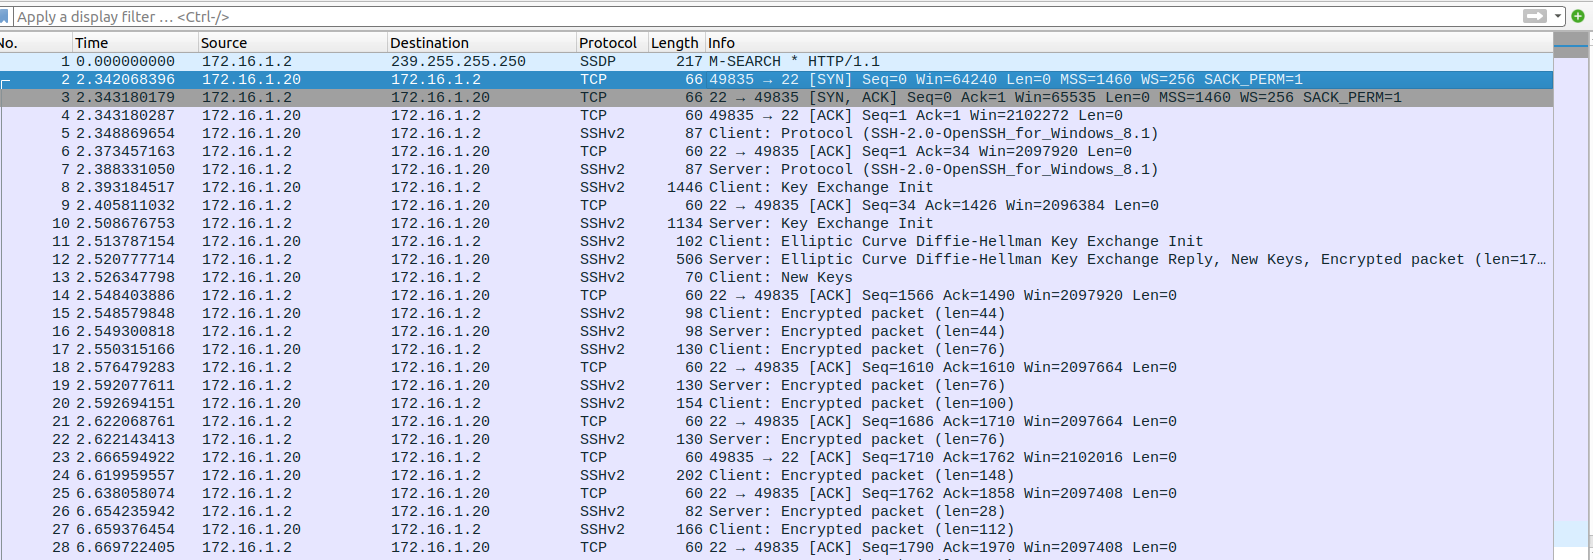 Apply a display filter … <Ctrl-/>
No. Time Source Destination Protocol Length Info
1 0.000000000 172.16.1.2 239.255.255.250 SSDP 217 M-SEARCH * HTTP/1.1
2 2.342068396 172.16.1.20 172.16.1.2 TCP 66 49835 → 22 [SYN] Seq=0 Win=64240 Len=0 MSS=1460 WS=256 SACK_PERM=1
3 2.343180179 172.16.1.2 172.16.1.20 TCP 66 22 → 49835 [SYN, ACK] Seq=0 Ack=1 Win=65535 Len=0 MSS=1460 WS=256 SACK_PERM=1
4 2.343180287 172.16.1.20 172.16.1.2 TCP 60 49835 → 22 [ACK] Seq=1 Ack=1 Win=2102272 Len=0
5 2.348869654 172.16.1.20 172.16.1.2 SSHv2 87 Client: Protocol (SSH-2.0-OpenSSH_for_Windows_8.1)
6 2.373457163 172.16.1.2 172.16.1.20 TCP 60 22 → 49835 [ACK] Seq=1 Ack=34 Win=2097920 Len=0
7 2.388331050 172.16.1.2 172.16.1.20 SSHv2 87 Server: Protocol (SSH-2.0-OpenSSH_for_Windows_8.1)
8 2.393184517 172.16.1.20 172.16.1.2 SSHv2 1446 Client: Key Exchange Init
9 2.405811032 172.16.1.2 172.16.1.20 TCP 60 22 → 49835 [ACK] Seq=34 Ack=1426 Win=2096384 Len=0
10 2.508676753 172.16.1.2 172.16.1.20 SSHv2 1134 Server: Key Exchange Init
11 2.513787154 172.16.1.20 172.16.1.2 SSHv2 102 Client: Elliptic Curve Diffie-Hellman Key Exchange Init
12 2.520777714 172.16.1.2 172.16.1.20 SSHv2 506 Server: Elliptic Curve Diffie-Hellman Key Exchange Reply, New Keys, Encrypted packet (len=17…
13 2.526347798 172.16.1.20 172.16.1.2 SSHv2 70 Client: New Keys
14 2.548403886 172.16.1.2 172.16.1.20 TCP 60 22 → 49835 [ACK] Seq=1566 Ack=1490 Win=2097920 Len=0
15 2.548579848 172.16.1.20 172.16.1.2 SSHv2 98 Client: Encrypted packet (len=44)
16 2.549300818 172.16.1.2 172.16.1.20 SSHv2 98 Server: Encrypted packet (len=44)
17 2.550315166 172.16.1.20 172.16.1.2 SSHv2 130 Client: Encrypted packet (len=76)
18 2.576479283 172.16.1.2 172.16.1.20 TCP 60 22 → 49835 [ACK] Seq=1610 Ack=1610 Win=2097664 Len=0
19 2.592077611 172.16.1.2 172.16.1.20 SSHv2 130 Server: Encrypted packet (len=76)
20 2.592694151 172.16.1.20 172.16.1.2 SSHv2 154 Client: Encrypted packet (len=100)
21 2.622068761 172.16.1.2 172.16.1.20 TCP 60 22 → 49835 [ACK] Seq=1686 Ack=1710 Win=2097664 Len=0
22 2.622143413 172.16.1.2 172.16.1.20 SSHv2 130 Server: Encrypted packet (len=76)
23 2.666594922 172.16.1.20 172.16.1.2 TCP 60 49835 → 22 [ACK] Seq=1710 Ack=1762 Win=2102016 Len=0
24 6.619959557 172.16.1.20 172.16.1.2 SSHv2 202 Client: Encrypted packet (len=148)
25 6.638058074 172.16.1.2 172.16.1.20 TCP 60 22 → 49835 [ACK] Seq=1762 Ack=1858 Win=2097408 Len=0
26 6.654235942 172.16.1.2 172.16.1.20 SSHv2 82 Server: Encrypted packet (len=28)
27 6.659376454 172.16.1.20 172.16.1.2 SSHv2 166 Client: Encrypted packet (len=112)
28 6.669722405 172.16.1.2 172.16.1.20 TCP 60 22 → 49835 [ACK] Seq=1790 Ack=1970 Win=2097408 Len=0